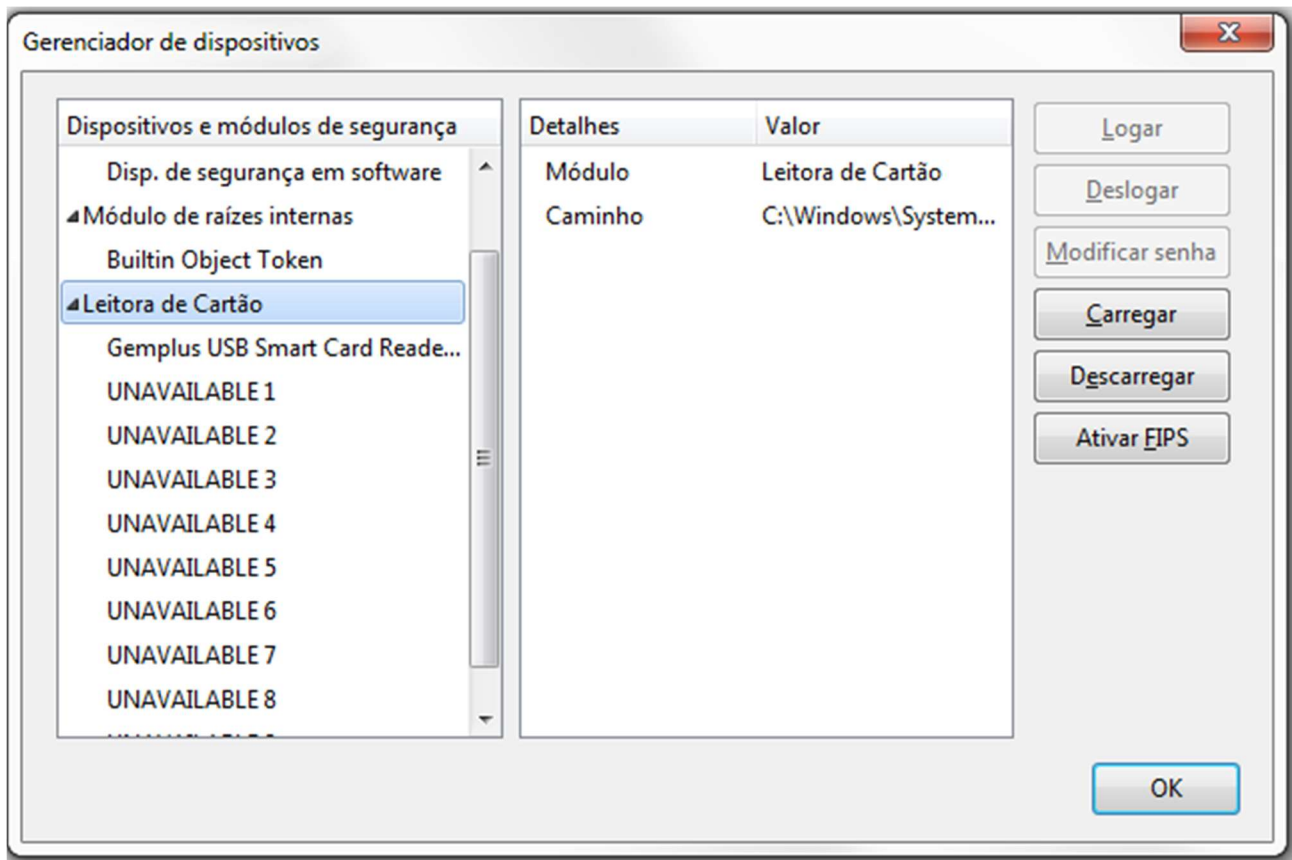 Gerenciador de dispositivos
Dispositivos e módulos de segurança
Disp. de segurança em software
Módulo de raízes internas
Builtin Object Token
Leitora de Cartão
Gemplus USB Smart Card Reade...
UNAVAILABLE 1
UNAVAILABLE 2
UNAVAILABLE 3
UNAVAILABLE 4
UNAVAILABLE 5
UNAVAILABLE 6
UNAVAILABLE 7
UNAVAILABLE 8
Detalhes Valor
Módulo Leitora de Cartão
Caminho C:\Windows\System...
Logar
Deslogar
Modificar senha
Carregar
Descarregar
Ativar FIPS
OK